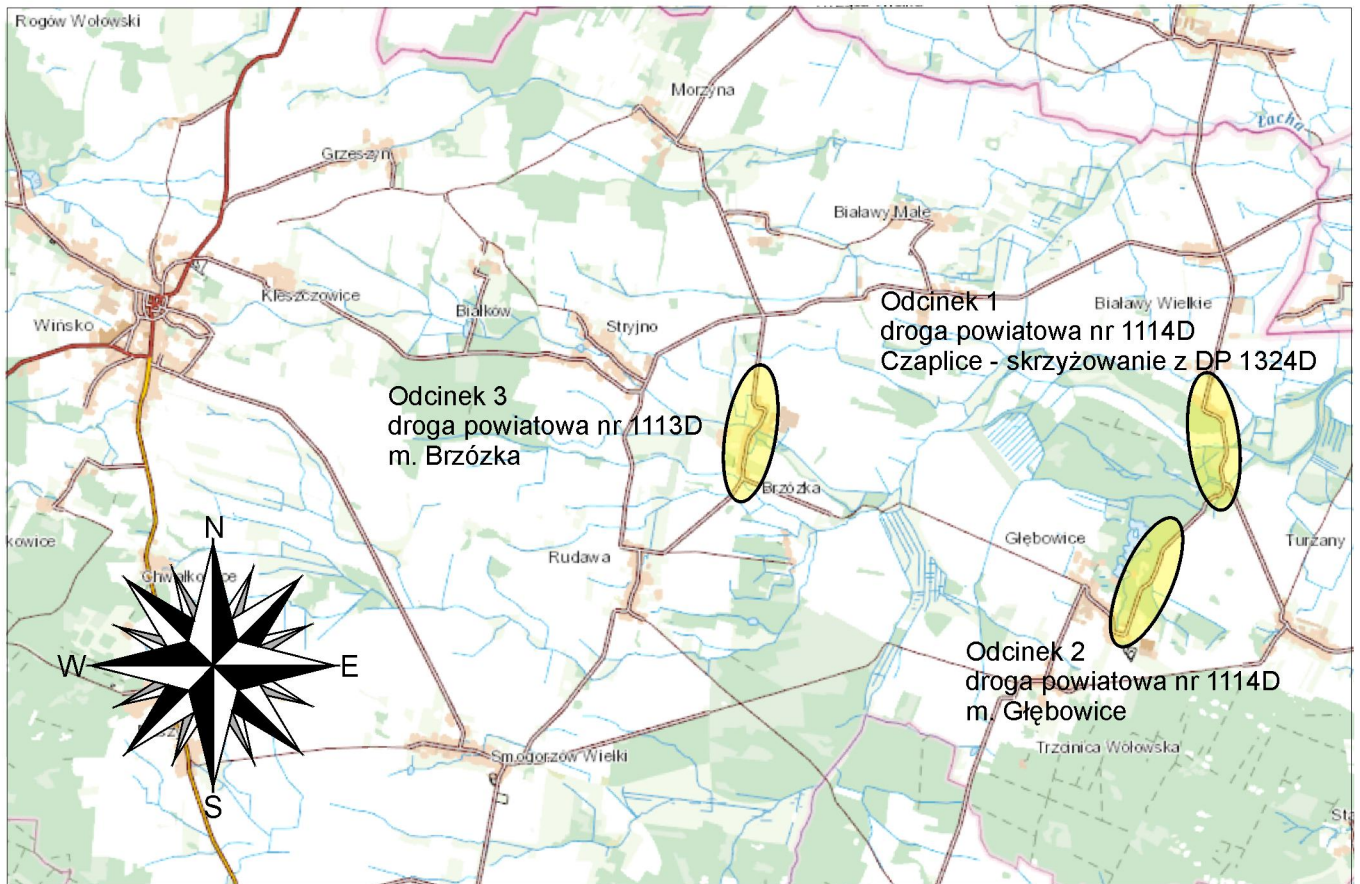 Rogów Wołowski
Morzyna
Łacha
Grzeszyn
Białawy Małe
Kleszczowice
Białków
Stryjno
Wińsko
Odcinek 1
droga powiatowa nr 1114D
Czaplice - skrzyżowanie z DP 1324D
Białawy Wielkie
Odcinek 3
droga powiatowa nr 1113D
m. Brzózka
Brzózka
Głębowice
Turzany
Rudawa
kowice
N
W
E
S
Odcinek 2
droga powiatowa nr 1114D
m. Głębowice
Trzcinica Wołowska
Smogorzów Wielki